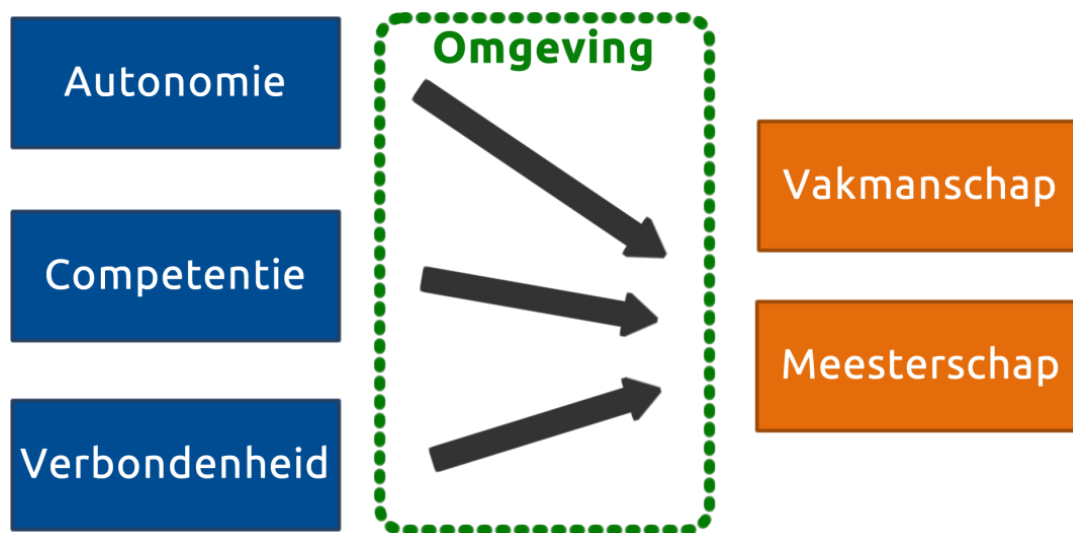 Autonomie
Competentie
Verbondenheid
Omgeving
Vakmanschap
Meesterschap